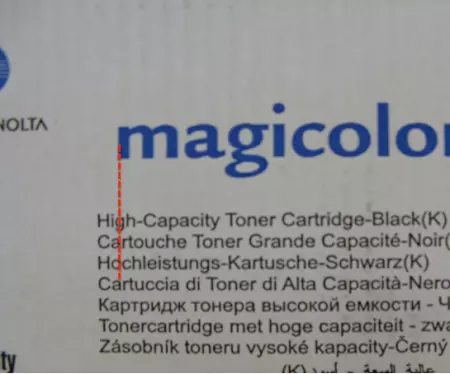 NOLTA
magicolor
High-Capacity Toner Cartridge-Black(K)
Cartouche Toner Grande Capacité-Noir(
Hochleistungs-Kartusche-Schwarz(K)
Cartuccia di Toner di Alta Capacità-Nero
Картридж тонера высокой емкости - Ч
Tonercartridge met hoge capaciteit - zwa
Zásobník toneru vysoké kapacity-Černý
ty
(K)